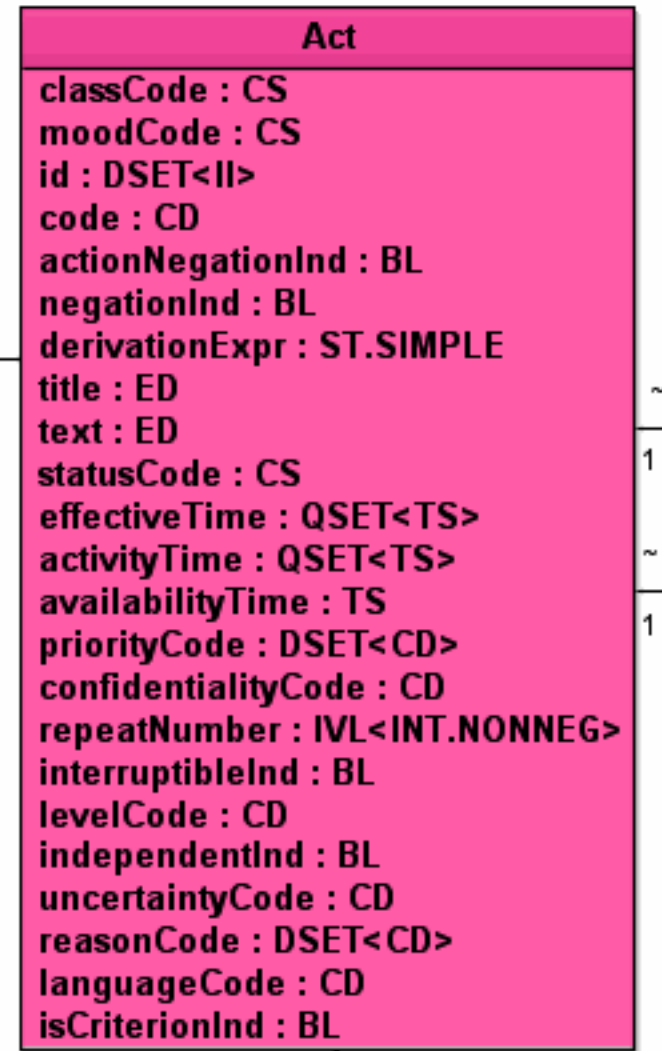 Act
classCode : CS
moodCode : CS
id : DSET<II>
code : CD
actionNegationInd : BL
negationInd : BL
derivationExpr : ST.SIMPLE
title : ED
text : ED
statusCode : CS
effectiveTime : QSET<TS>
activityTime : QSET<TS>
availabilityTime : TS
priorityCode : DSET<CD>
confidentialityCode : CD
repeatNumber : IVL<INT.NONNEG>
interruptibleInd : BL
levelCode : CD
independentInd : BL
uncertaintyCode : CD
reasonCode : DSET<CD>
languageCode : CD
isCriterionInd : BL
~
1
~
1